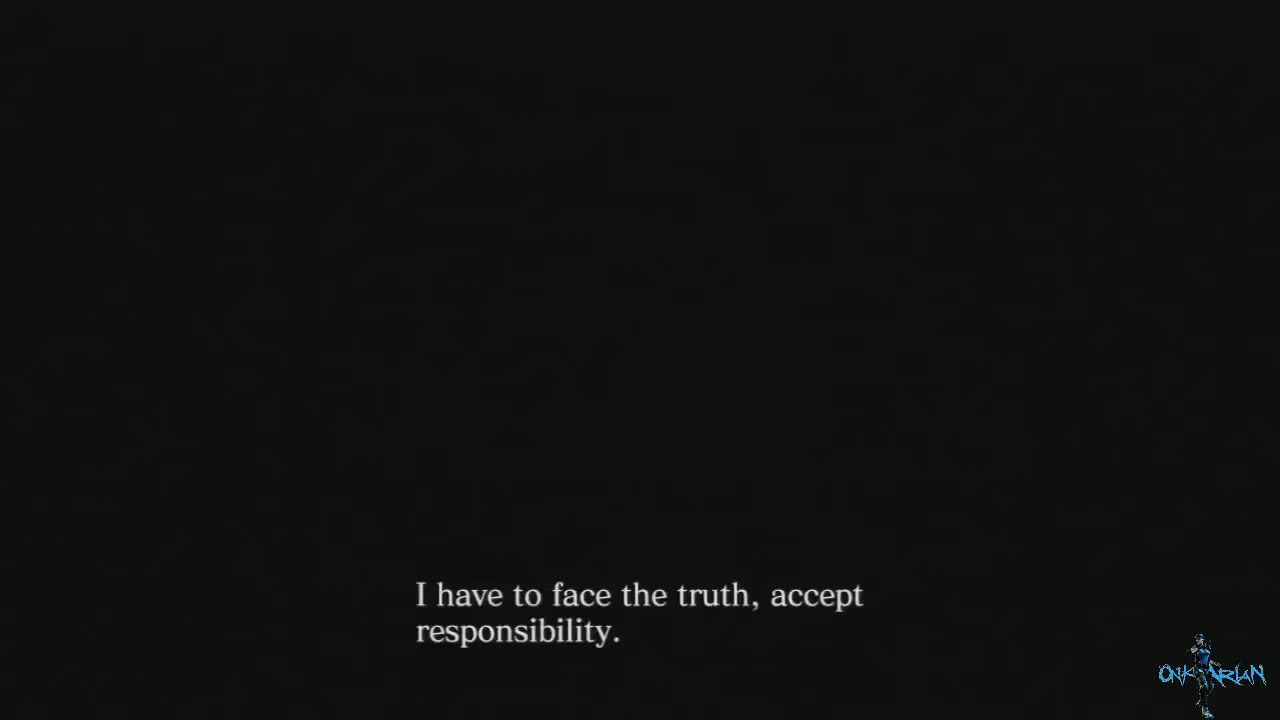 I have to face the truth, accept
responsibility.